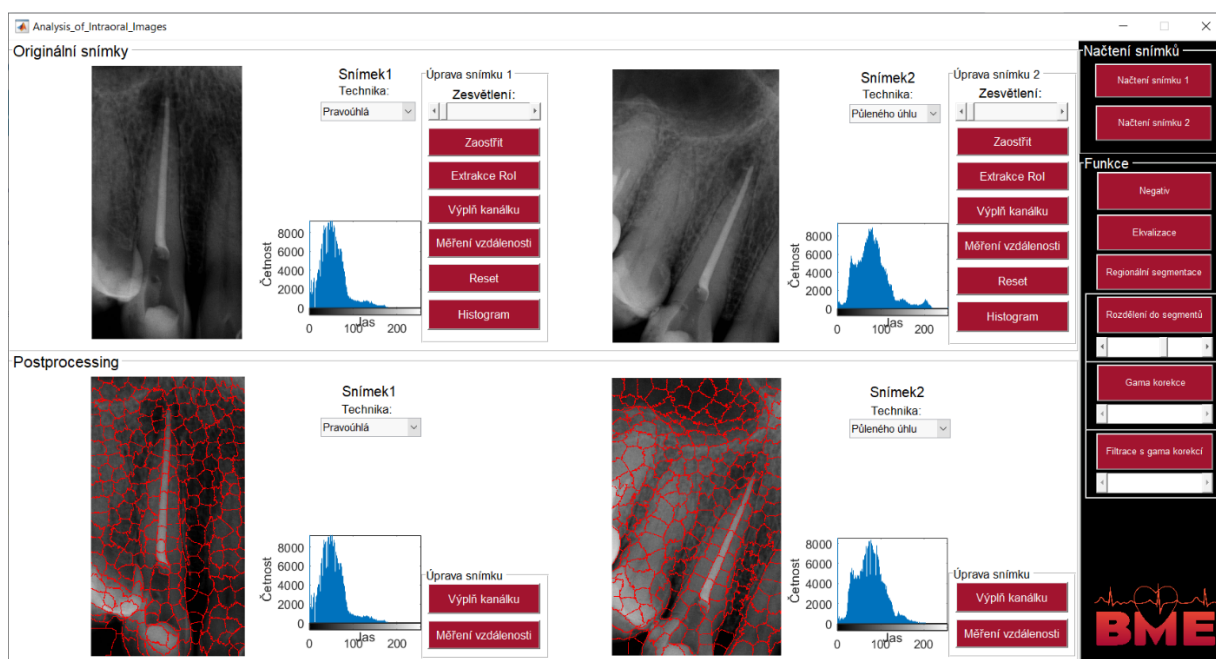 Analysis_of_Intraoral_Images
Originální snímky
Snímek1
Technika:
Pravoúhlá
Četnost
8000
6000
4000
2000
0
0
100
200
Jas
Úprava snímku 1
Zesvětlení:
Zaostřit
Extrakce RoI
Výplň kanálku
Měření vzdálenosti
Reset
Histogram
Snímek2
Technika:
Půleného úhlu
Četnost
8000
6000
4000
2000
0
0
100
200
Jas
Úprava snímku 2
Zesvětlení:
Zaostřit
Extrakce RoI
Výplň kanálku
Měření vzdálenosti
Reset
Histogram
Postprocessing
Snímek1
Technika:
Pravoúhlá
Četnost
8000
6000
4000
2000
0
0
100
200
Jas
Úprava snímku
Výplň kanálku
Měření vzdálenosti
Snímek2
Technika:
Půleného úhlu
Četnost
8000
6000
4000
2000
0
0
100
200
Jas
Úprava snímku
Výplň kanálku
Měření vzdálenosti
Načtení snímků
Načtení snímku 1
Načtení snímku 2
Funkce
Negativ
Ekvalizace
Regionální segmentace
Rozdělení do segmentů
Gama korekce
Filtrace s gama korekcí
BME